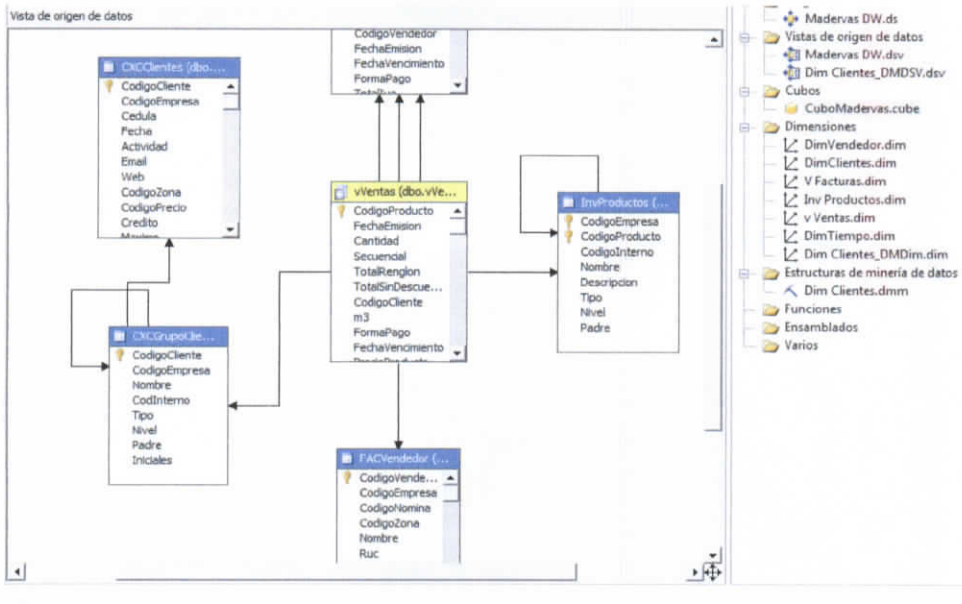 Vista de origen de datos
CodigoVendedor
FechaEmision
FechaVencimiento
FormaPago
CXCClientes (dbo....
CodigoCliente
CodigoEmpresa
Cedula
Fecha
Actividad
Email
Web
CodigoZona
CodigoPrecio
Credito
vVentas (dbo.vVe...
CodigoProducto
FechaEmision
Cantidad
Secuencial
TotalRenglon
TotalSinDescue...
CodigoCliente
m3
FormaPago
FechaVencimiento
InvProductos (...
CodigoEmpresa
CodigoProducto
CodigoInterno
Nombre
Descripcion
Tipo
Nivel
Padre
CXCGrupoClie...
CodigoCliente
CodigoEmpresa
Nombre
CodInterno
Tipo
Nivel
Padre
Iniciales
FACVendedor (...
CodigoVende...
CodigoEmpresa
CodigoNomina
CodigoZona
Nombre
Ruc
Madervas DW.ds
Vistas de origen de datos
Madervas DW.dsv
Dim Clientes_DMDSV.dsv
Cubos
CuboMadervas.cube
Dimensiones
DimVendedor.dim
DimClientes.dim
V Facturas.dim
Inv Productos.dim
v Ventas.dim
DimTiempo.dim
Dim Clientes_DMDim.dim
Estructuras de minería de datos
Dim Clientes.dmm
Funciones
Ensamblados
Varios